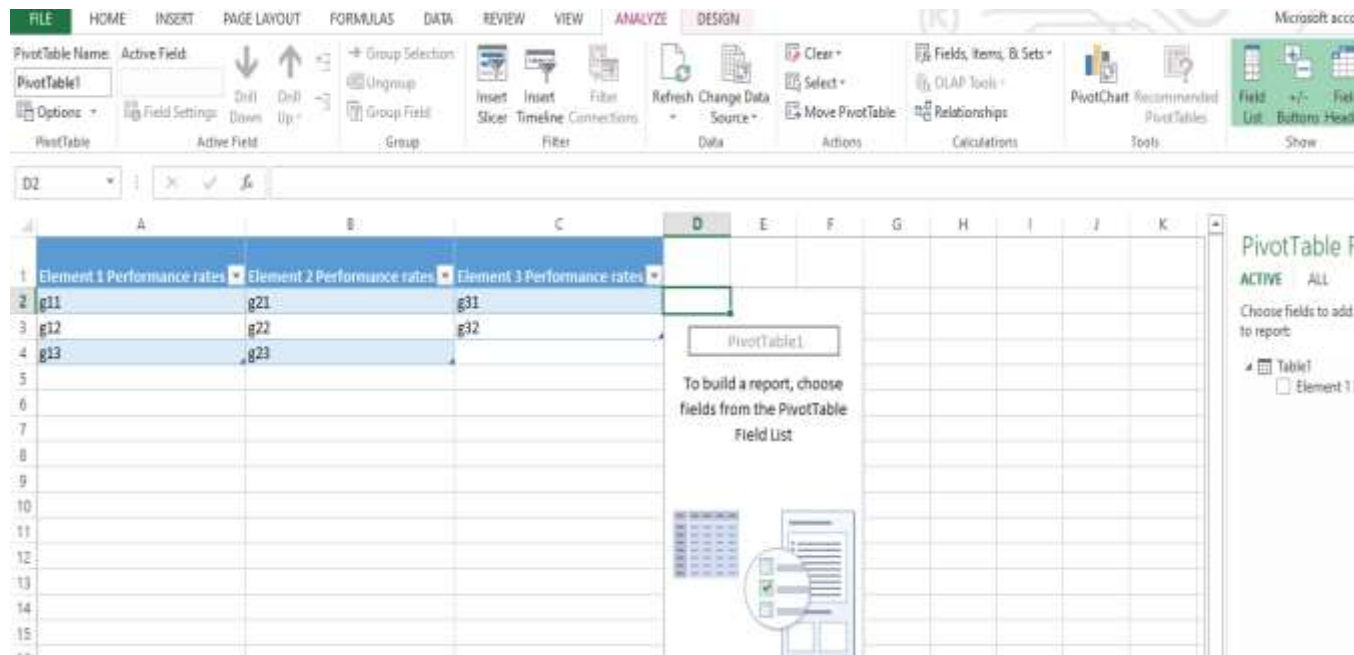 FILE HOME INSERT PAGE LAYOUT FORMULAS DATA REVIEW VIEW ANALYZE DESIGN Microsoft acco
PivotTable Name: Active Field:
PivotTable1
Options
Field Settings
Drill Down
Drill Up
Group Selection
Ungroup
Group Field
Insert Slicer
Insert Timeline
Filter Connections
Refresh
Change Data Source
Clear
Select
Move PivotTable
Fields, Items, & Sets
OLAP Tools
Relationships
PivotChart
Recommended PivotTables
Field List
+/- Buttons
Fiel Head
PivotTable Active Field Group Filter Data Actions Calculations Tools Show
D2 fx
A B C D E F G H I J K
1 Element 1 Performance rates Element 2 Performance rates Element 3 Performance rates
2 g11 g21 g31
3 g12 g22 g32
4 g13 g23
5
6
7
8
9
10
11
12
13
14
15
PivotTable1
To build a report, choose
fields from the PivotTable
Field List
PivotTable F
ACTIVE ALL
Choose fields to add
to report:
Table1
Element 1